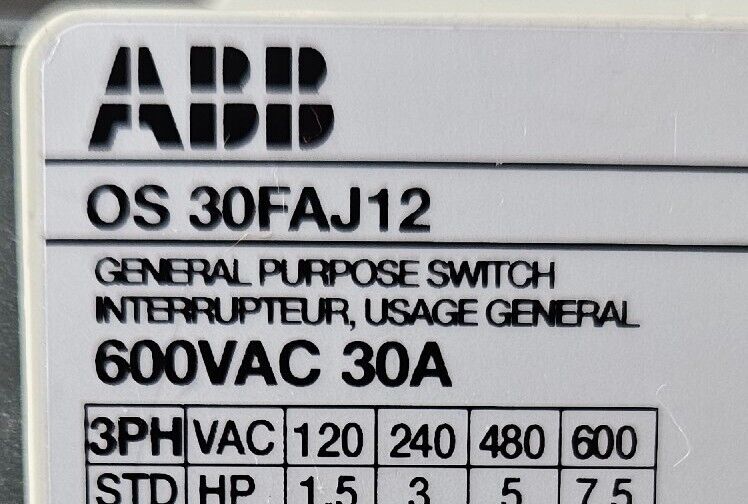 ABB
OS 30FAJ12
GENERAL PURPOSE SWITCH
INTERRUPTEUR, USAGE GENERAL
600VAC 30A
3PH VAC 120 240 480 600
STD HP 1.5 3 5 7.5